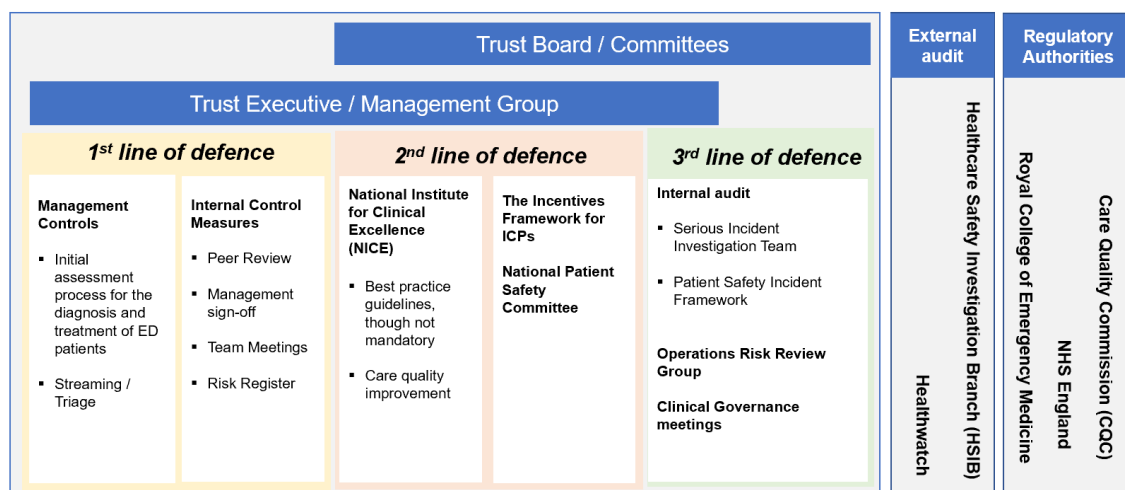 Trust Board / Committees
Trust Executive / Management Group
1st line of defence
Management
Controls
▪ Initial
assessment
process for the
diagnosis and
treatment of ED
patients
▪ Streaming /
Triage
Internal Control
Measures
▪ Peer Review
▪ Management
sign-off
▪ Team Meetings
▪ Risk Register
2nd line of defence
National Institute
for Clinical
Excellence
(NICE)
▪ Best practice
guidelines,
though not
mandatory
▪ Care quality
improvement
The Incentives
Framework for
ICPs
National Patient
Safety
Committee
3rd line of defence
Internal audit
▪ Serious Incident
Investigation Team
▪ Patient Safety Incident
Framework
Operations Risk Review
Group
Clinical Governance
meetings
External
audit
Healthcare Safety Investigation Branch (HSIB)
Healthwatch
Regulatory
Authorities
Care Quality Commission (CQC)
NHS England
Royal College of Emergency Medicine